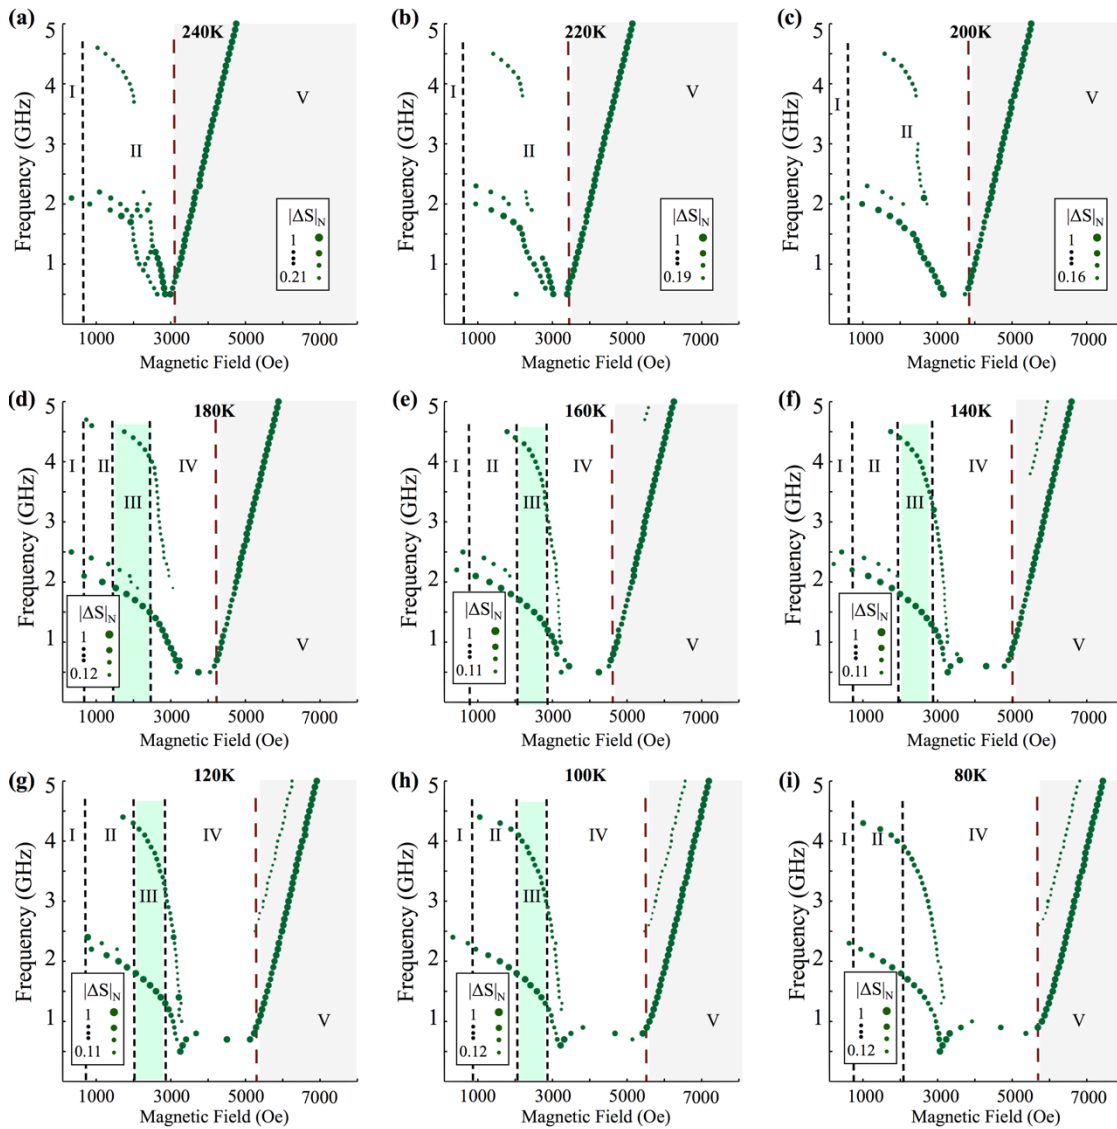 (a) 240K
Frequency (GHz)
5
4
3
2
1
I
II
V
|ΔS|N
1
0.21
1000 3000 5000 7000
Magnetic Field (Oe)
(b) 220K
Frequency (GHz)
5
4
3
2
1
I
II
V
|ΔS|N
1
0.19
1000 3000 5000 7000
Magnetic Field (Oe)
(c) 200K
Frequency (GHz)
5
4
3
2
1
I
II
V
|ΔS|N
1
0.16
1000 3000 5000 7000
Magnetic Field (Oe)
(d) 180K
Frequency (GHz)
5
4
3
2
1
I II IV
III
V
|ΔS|N
1
0.12
1000 3000 5000 7000
Magnetic Field (Oe)
(e) 160K
Frequency (GHz)
5
4
3
2
1
I II IV
III
V
|ΔS|N
1
0.11
1000 3000 5000 7000
Magnetic Field (Oe)
(f) 140K
Frequency (GHz)
5
4
3
2
1
I II IV
III
V
|ΔS|N
1
0.11
1000 3000 5000 7000
Magnetic Field (Oe)
(g) 120K
Frequency (GHz)
5
4
3
2
1
I II IV
III
V
|ΔS|N
1
0.11
1000 3000 5000 7000
Magnetic Field (Oe)
(h) 100K
Frequency (GHz)
5
4
3
2
1
I II IV
III
V
|ΔS|N
1
0.12
1000 3000 5000 7000
Magnetic Field (Oe)
(i) 80K
Frequency (GHz)
5
4
3
2
1
I II IV
V
|ΔS|N
1
0.12
1000 3000 5000 7000
Magnetic Field (Oe)